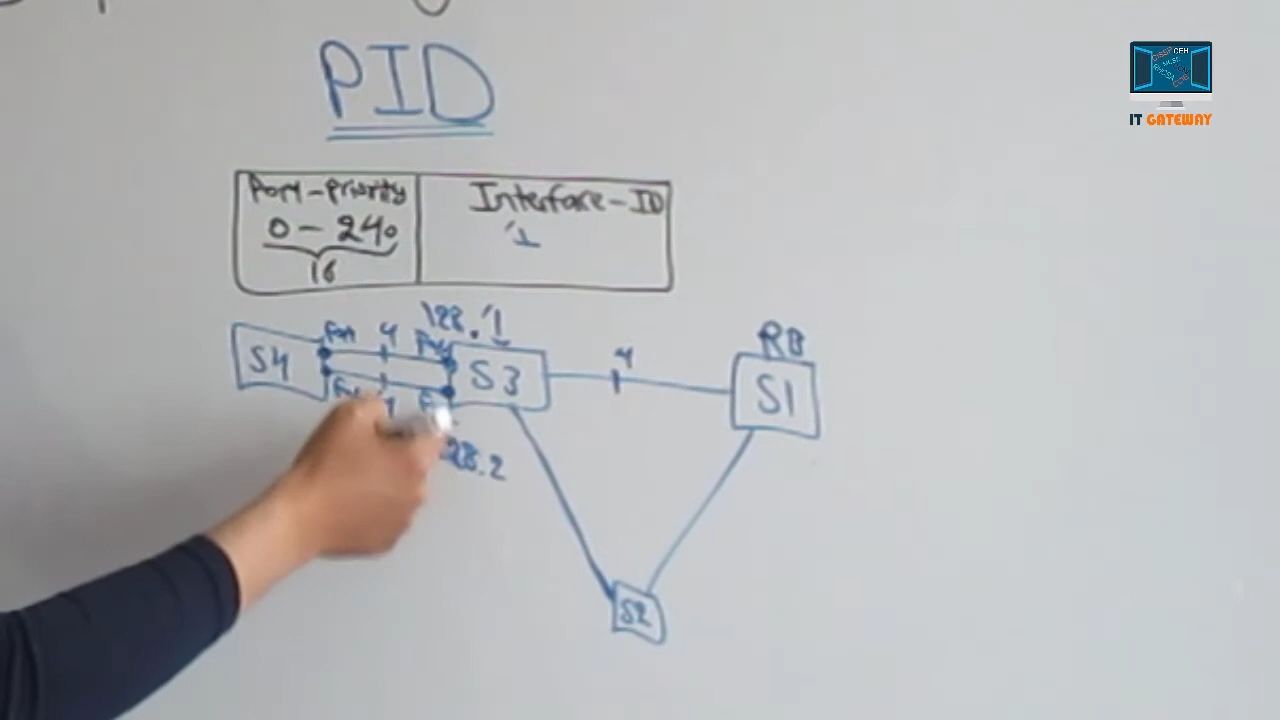 PID
Port-priority
Interface-ID
0 - 240
'1
16
128.'1
RB
4
4
S4
S3
S1
128.2
S2
IT GATEWAY